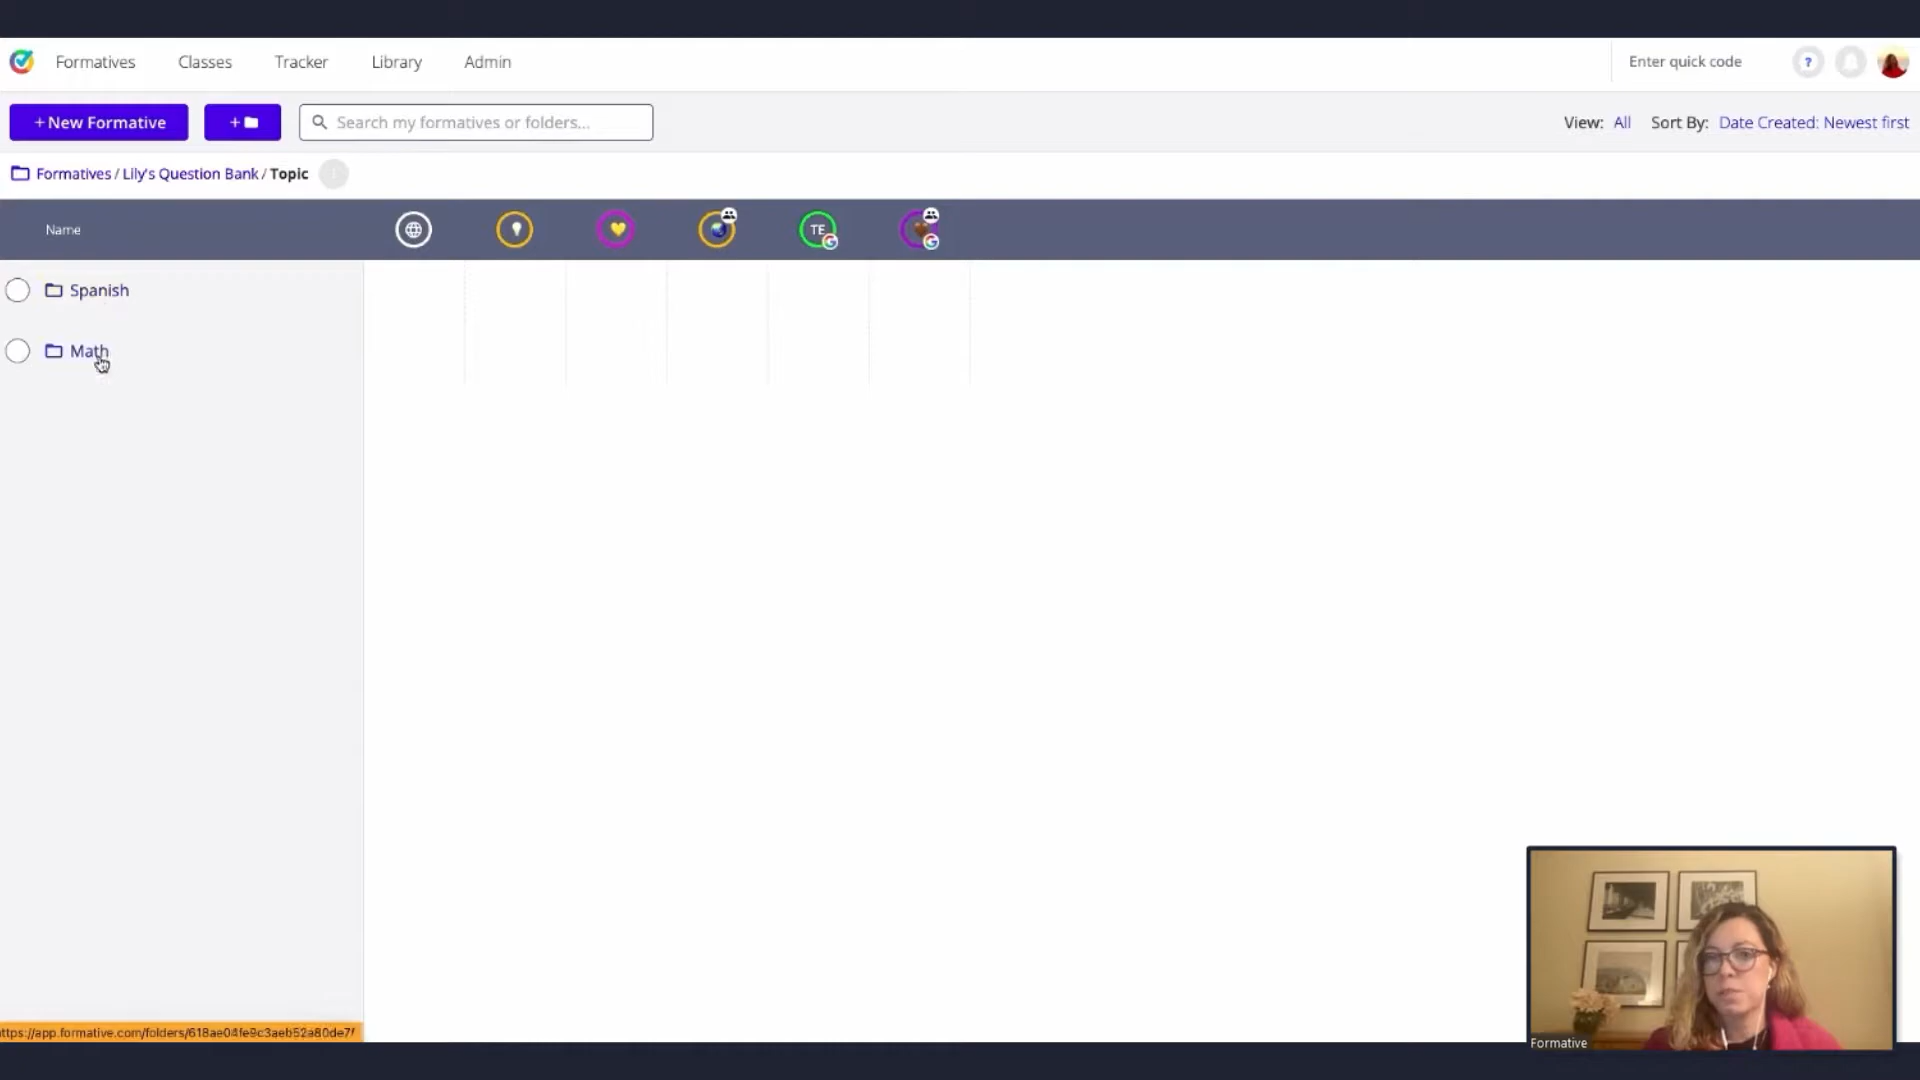 Formatives Classes Tracker Library Admin Enter quick code ?
+ New Formative + Search my formatives or folders... View: All Sort By: Date Created: Newest first
Formatives / Lily's Question Bank / Topic
Name TE
Spanish
Math
ttps://app.formative.com/folders/618ae04fe9c3aeb52a80de7f
Formative